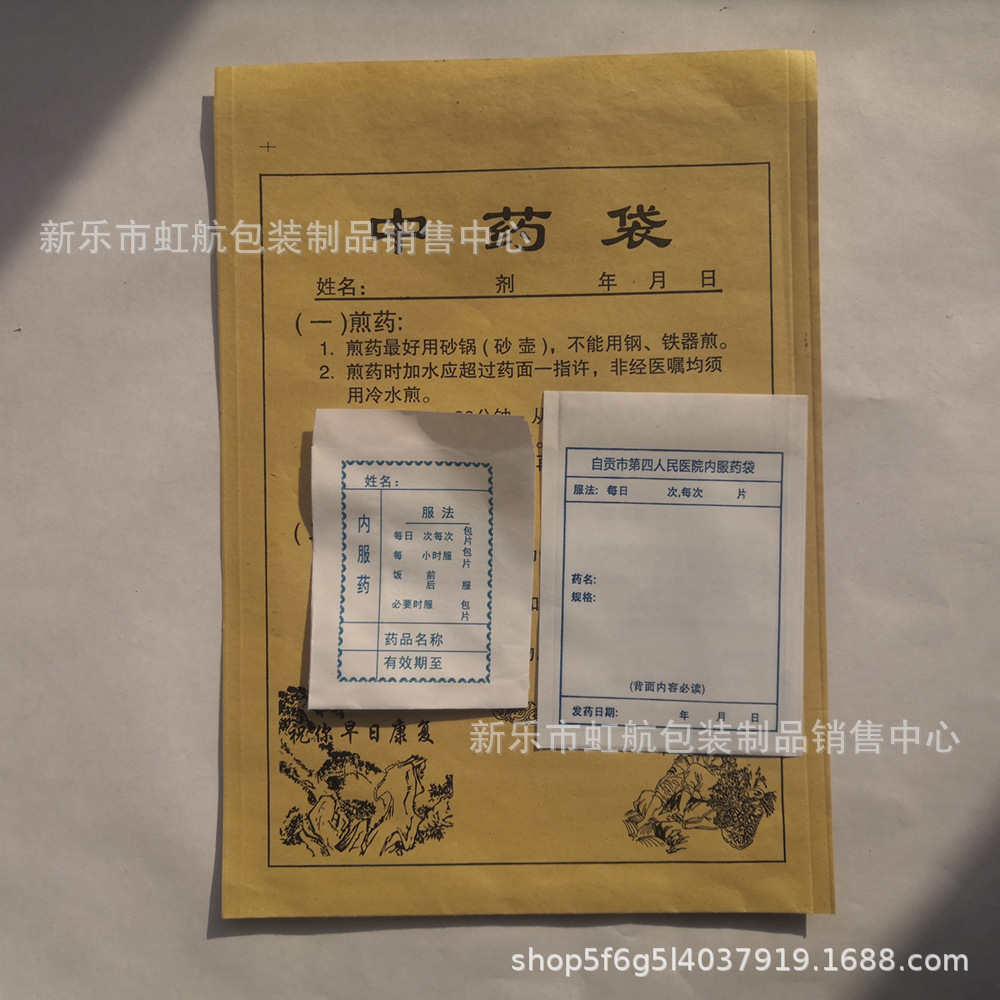 中药袋
新乐市虹航包装制品销售中心
姓名： 剂 年 月 日
(一)煎药:
1. 煎药最好用砂锅(砂壶)，不能用钢、铁器煎。
2. 煎药时加水应超过药面一指许，非经医嘱均须
用冷水煎。
姓名：
内服药
服法
每日 次每次 包片
每 小时服 包片
饭 前后 服
必要时服 包片
药品名称
有效期至
自贡市第四人民医院内服药袋
服法: 每日 次,每次 片
药名:
规格:
(背面内容必读)
发药日期: 年 月 日
祝你早日康复
新乐市虹航包装制品销售中心
shop5f6g5l4037919.1688.com